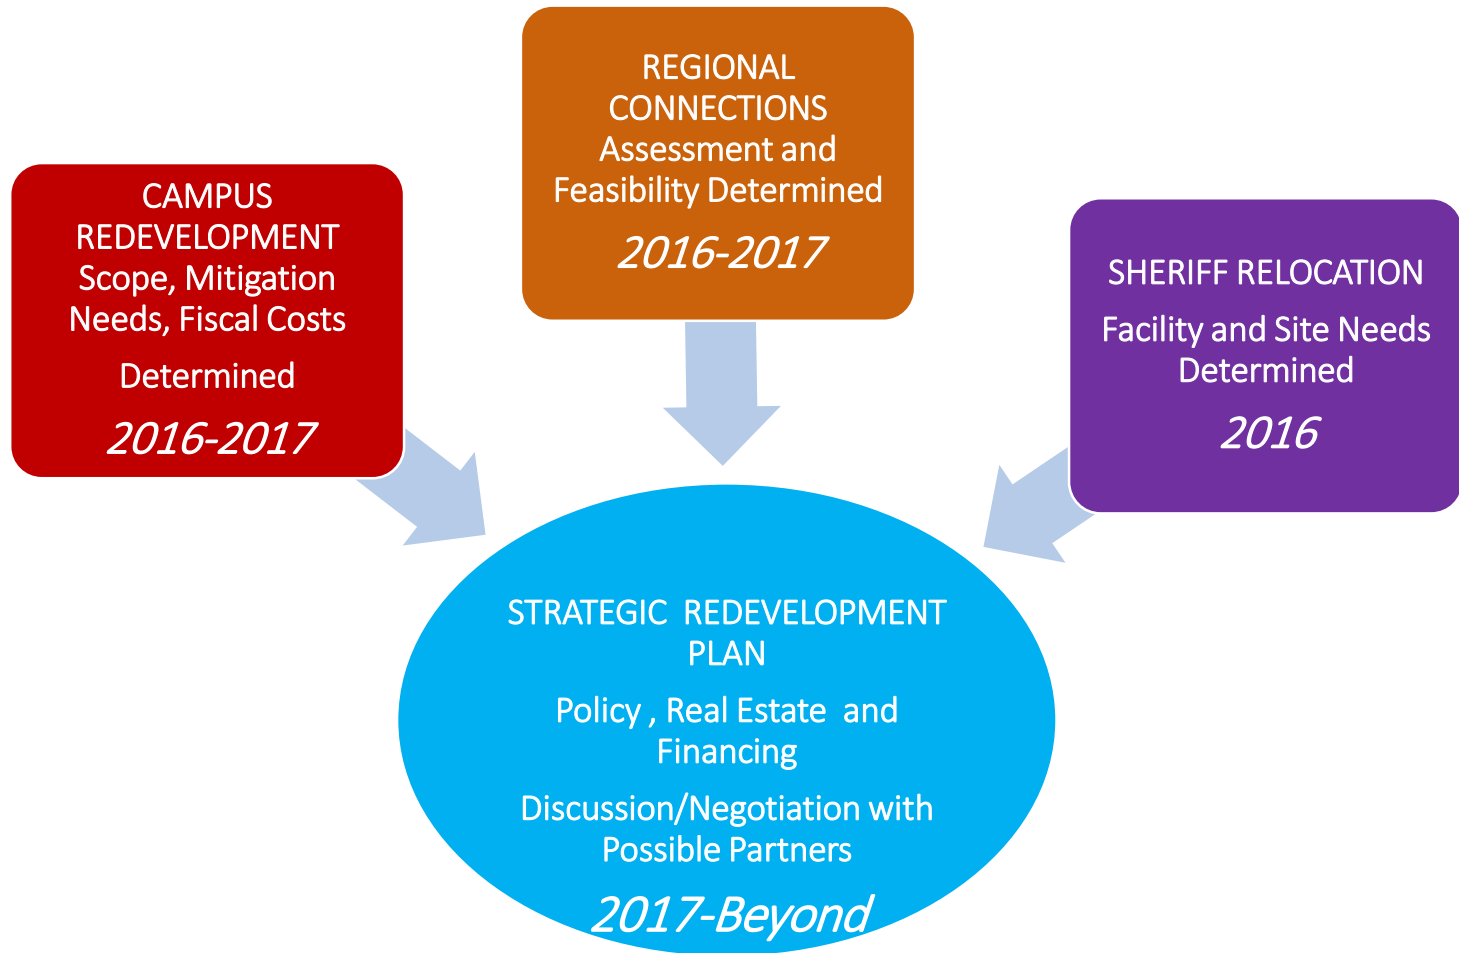 REGIONAL
CONNECTIONS
Assessment and
Feasibility Determined
2016-2017
CAMPUS
REDEVELOPMENT
Scope, Mitigation
Needs, Fiscal Costs
Determined
2016-2017
SHERIFF RELOCATION
Facility and Site Needs
Determined
2016
STRATEGIC  REDEVELOPMENT
PLAN
Policy , Real Estate  and
Financing
Discussion/Negotiation with
Possible Partners
2017-Beyond